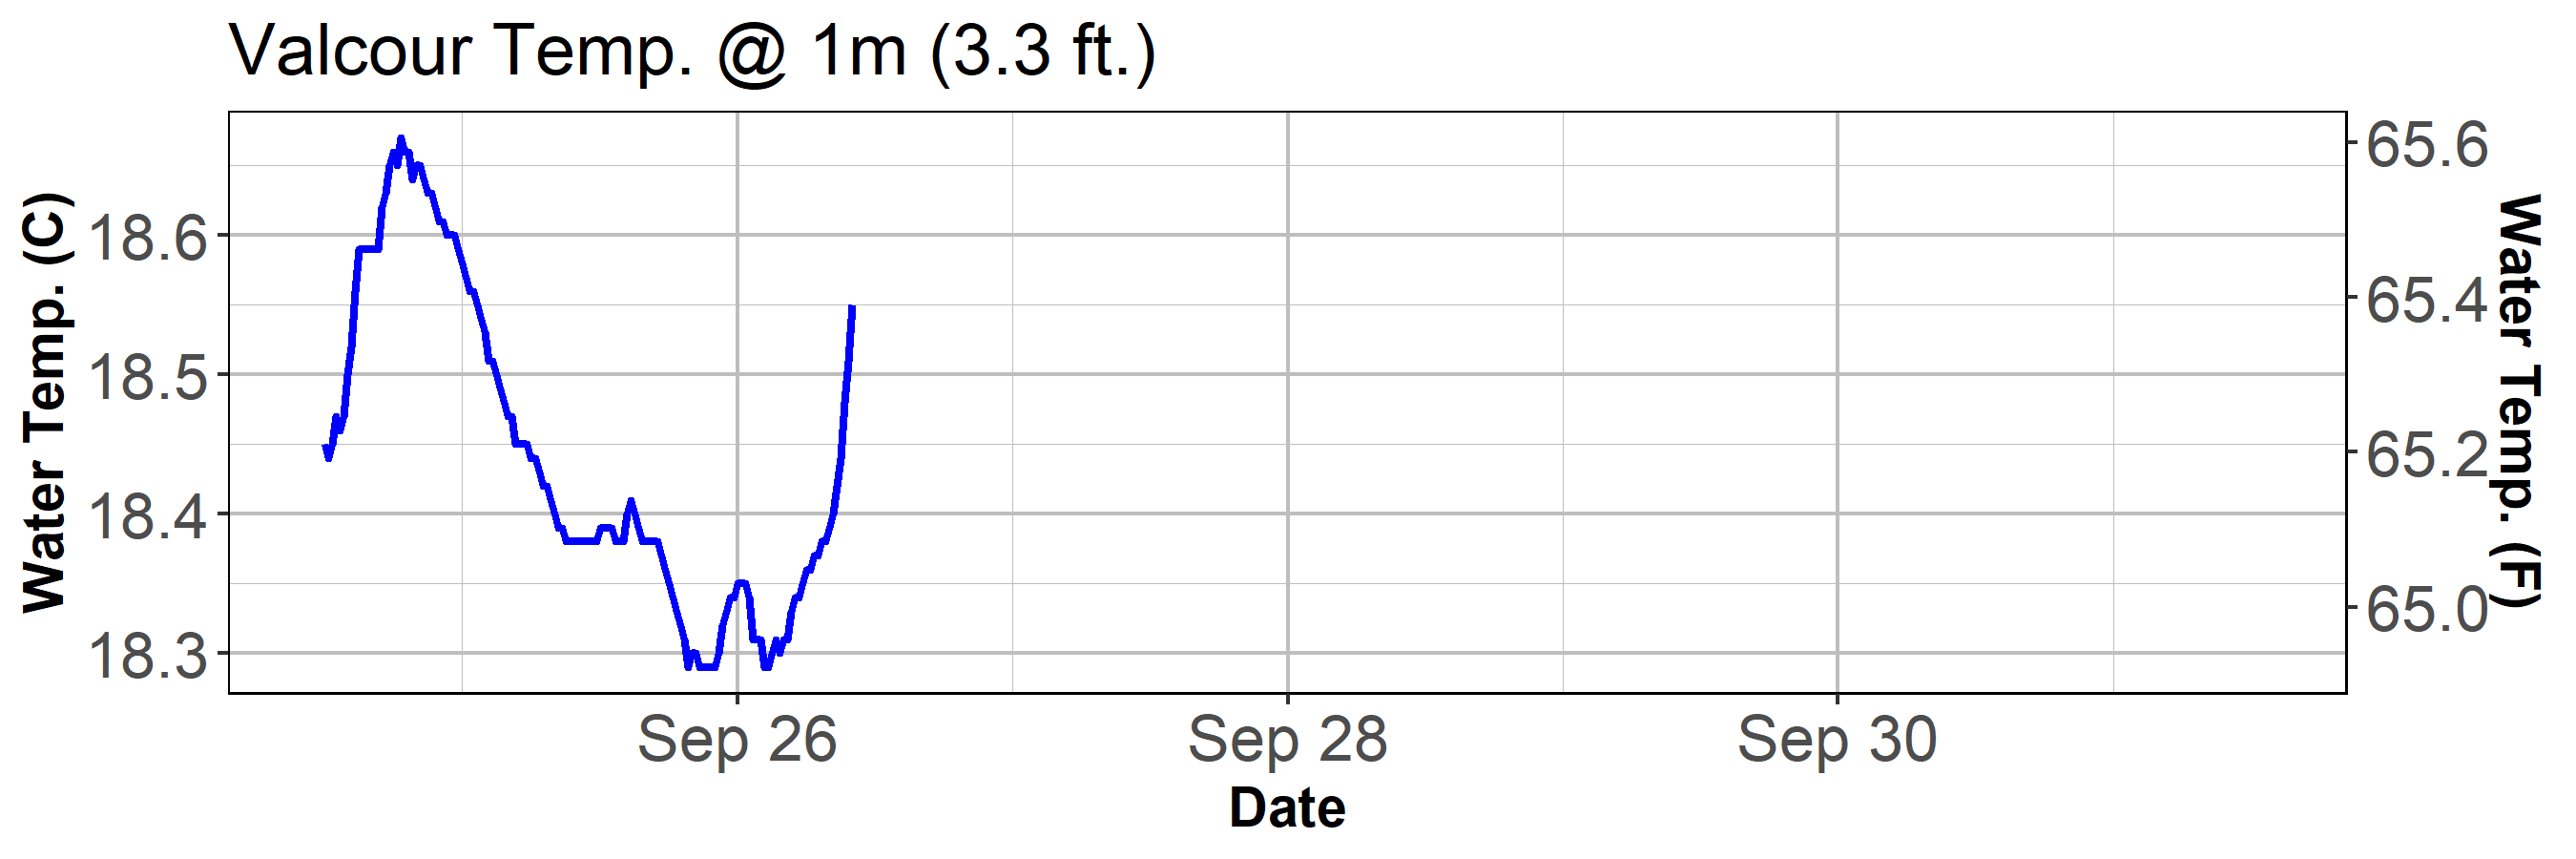 Valcour Temp. @ 1m (3.3 ft.)
Water Temp. (C)
18.6
18.5
18.4
18.3
65.6
65.4
65.2
65.0
Water Temp. (F)
Sep 26
Sep 28
Sep 30
Date